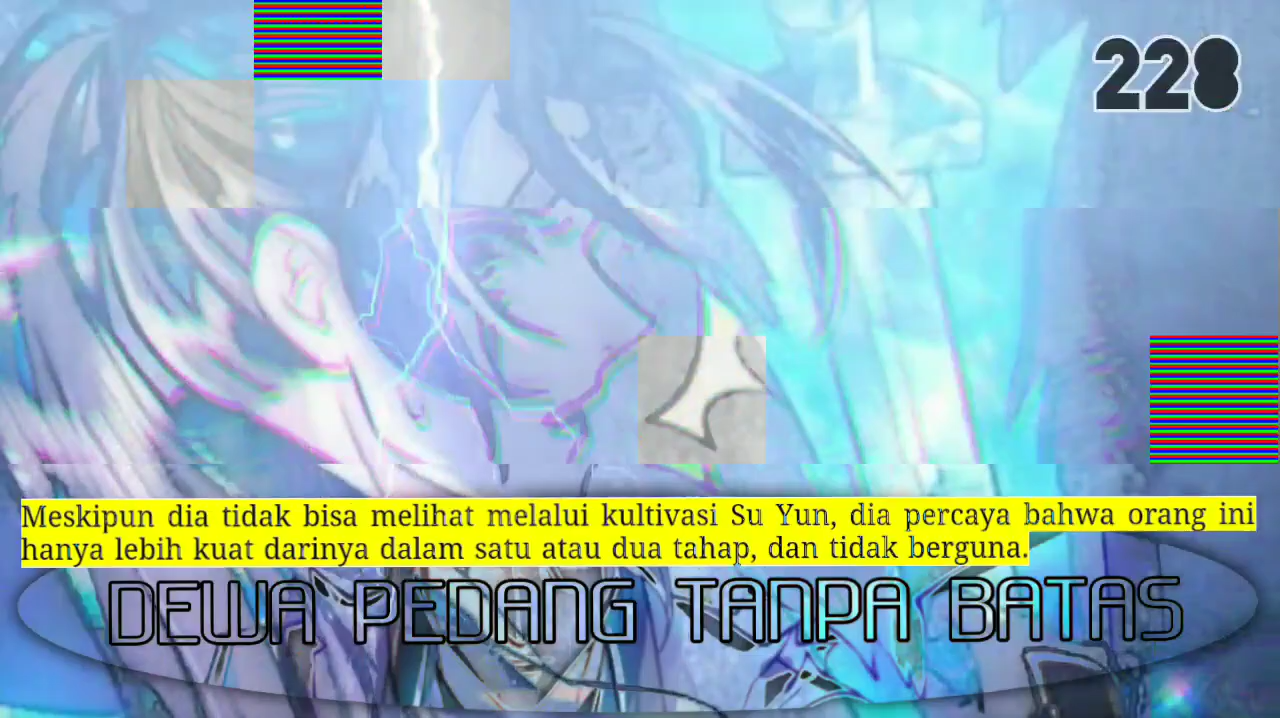 228
Meskipun dia tidak bisa melihat melalui kultivasi Su Yun, dia percaya bahwa orang ini
hanya lebih kuat darinya dalam satu atau dua tahap, dan tidak berguna.
DEWA PEDANG TANPA BATAS